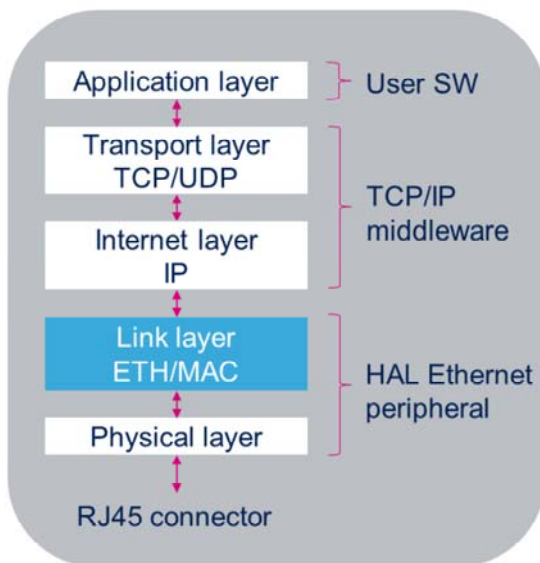 Application layer
User SW
Transport layer
TCP/UDP
TCP/IP
middleware
Internet layer
IP
Link layer
ETH/MAC
HAL Ethernet
peripheral
Physical layer
RJ45 connector